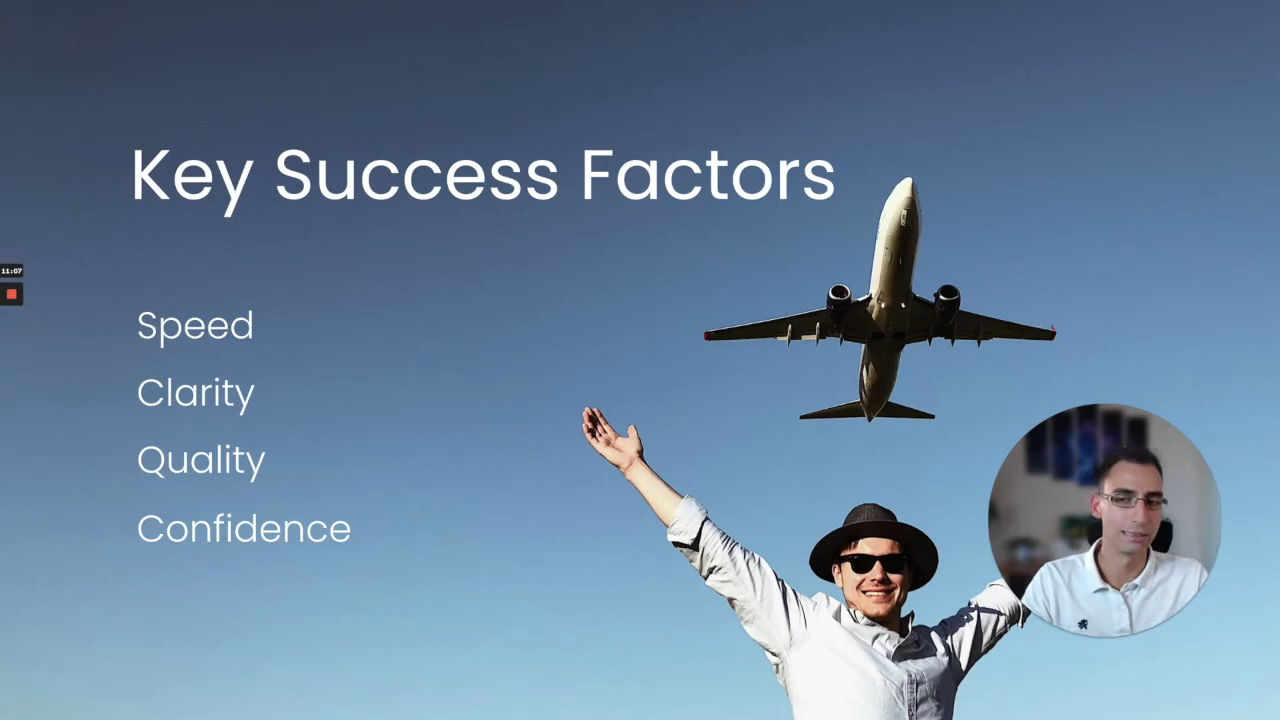 Key Success Factors
11:07
Speed
Clarity
Quality
Confidence